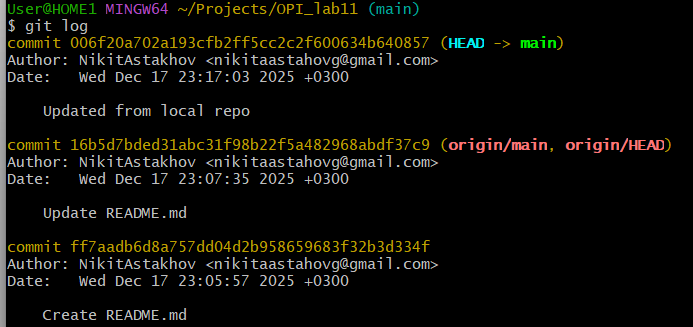 User@HOME1 MINGW64 ~/Projects/OPI_lab11 (main)
$ git log
commit 006f20a702a193cfb2ff5cc2c2f600634b640857 (HEAD -> main)
Author: NikitAstakhov <nikitaastahovg@gmail.com>
Date:   Wed Dec 17 23:17:03 2025 +0300

    Updated from local repo

commit 16b5d7bded31abc31f98b22f5a482968abdf37c9 (origin/main, origin/HEAD)
Author: NikitAstakhov <nikitaastahovg@gmail.com>
Date:   Wed Dec 17 23:07:35 2025 +0300

    Update README.md

commit ff7aadb6d8a757dd04d2b958659683f32b3d334f
Author: NikitAstakhov <nikitaastahovg@gmail.com>
Date:   Wed Dec 17 23:05:57 2025 +0300

    Create README.md